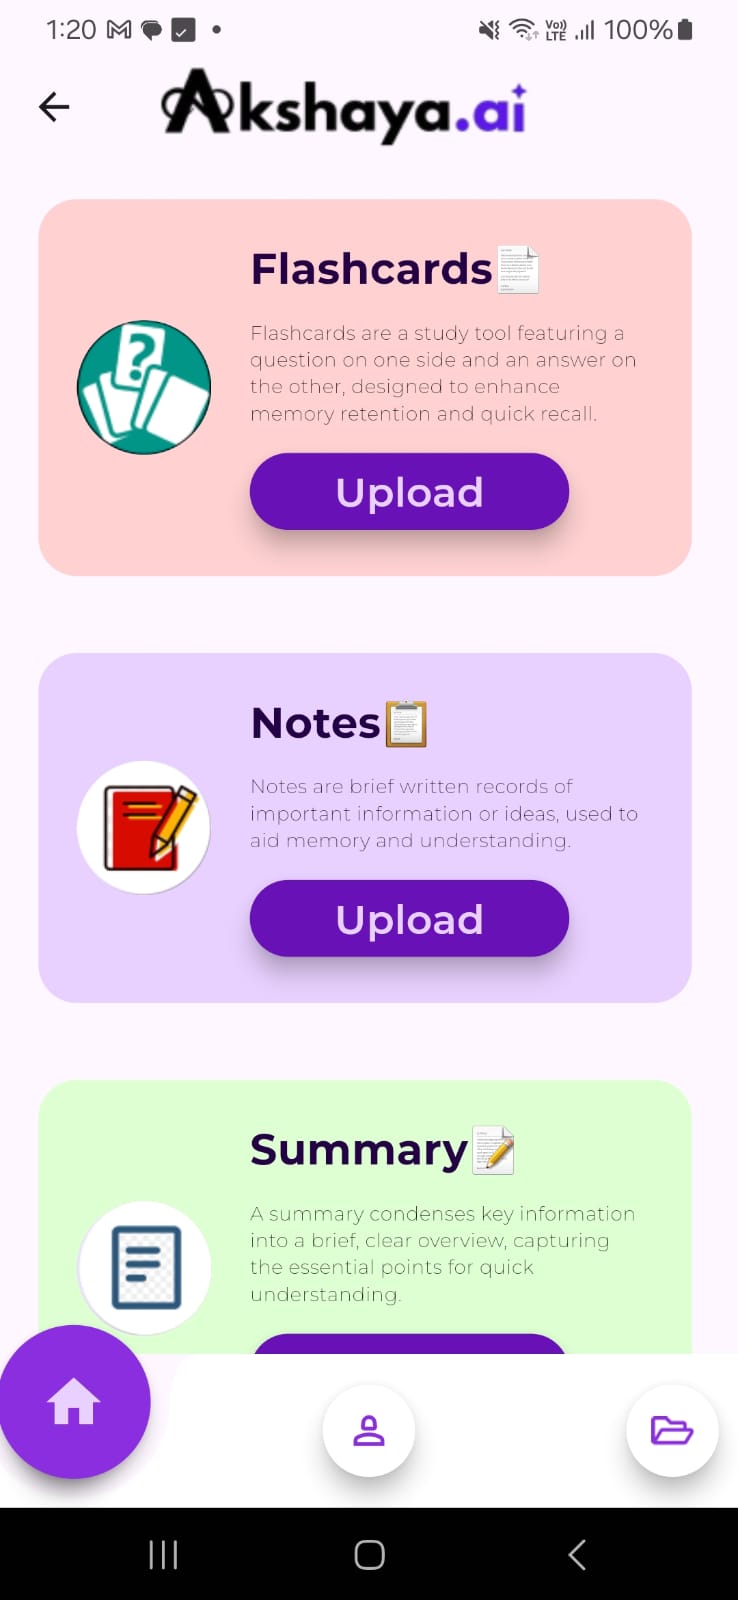 1:20
Vo)) LTE 100%
Akshaya.ai
Flashcards
Flashcards are a study tool featuring a
question on one side and an answer on
the other, designed to enhance
memory retention and quick recall.
Upload
Notes
Notes are brief written records of
important information or ideas, used to
aid memory and understanding.
Upload
Summary
A summary condenses key information
into a brief, clear overview, capturing
the essential points for quick
understanding.